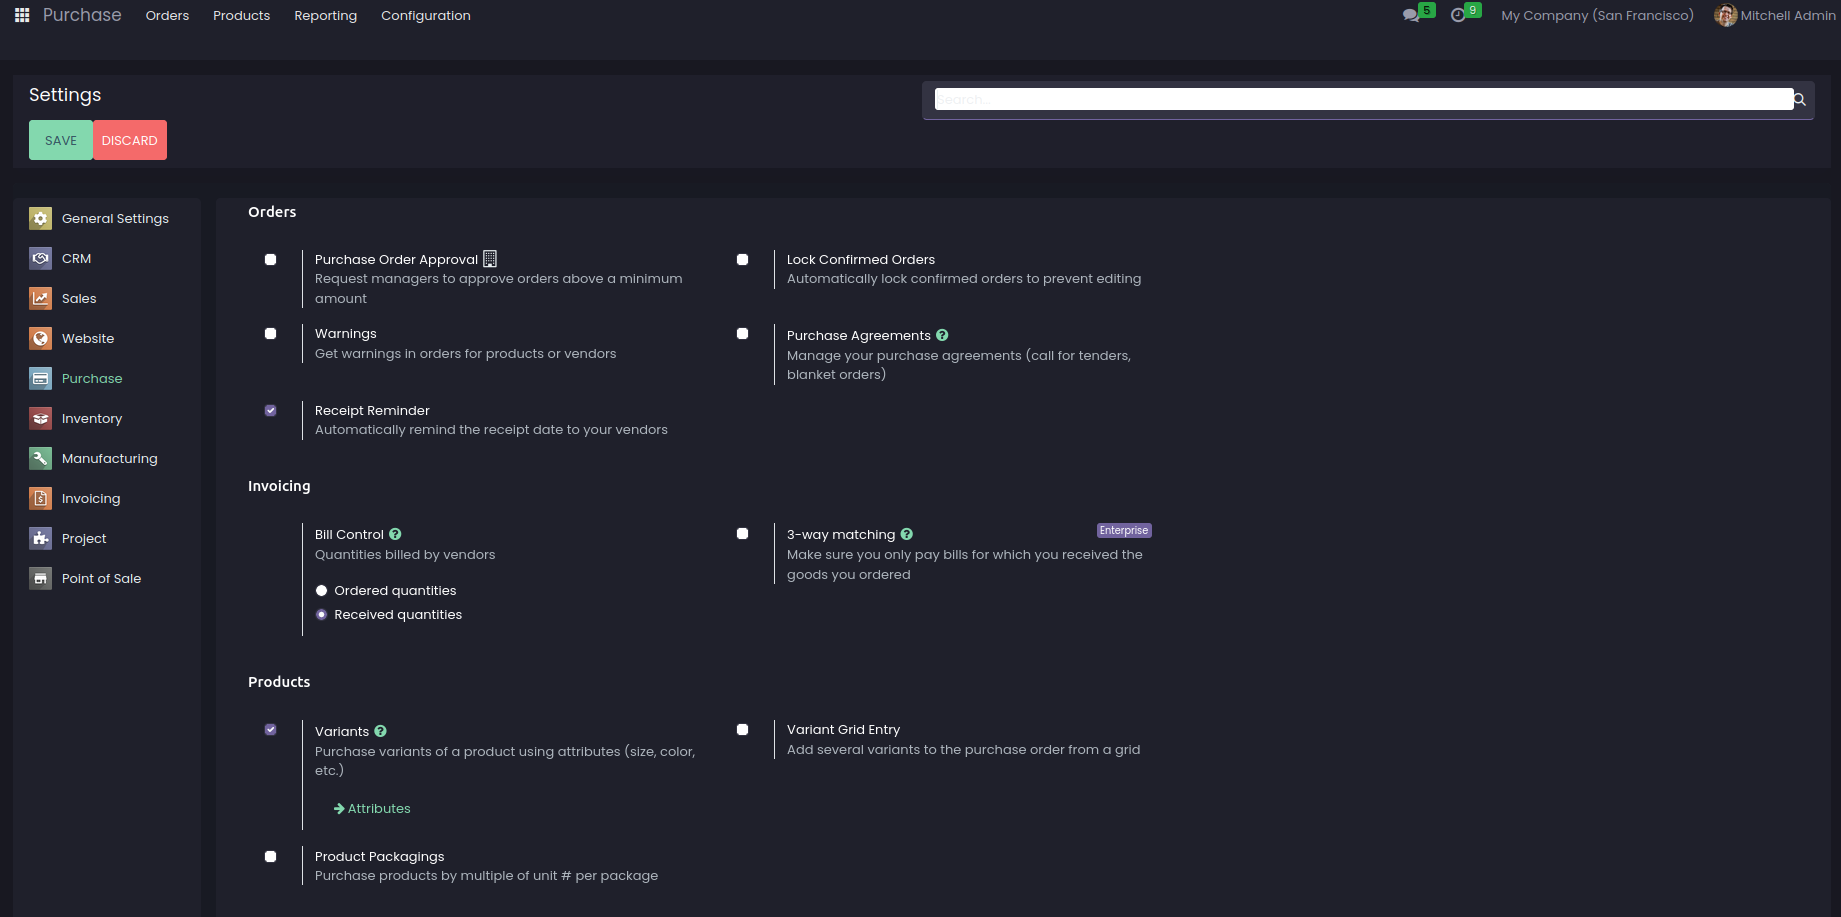 Purchase Orders Products Reporting Configuration 5 9 My Company (San Francisco) Mitchell Admin
Settings
Search...
SAVE DISCARD
General Settings
CRM
Sales
Website
Purchase
Inventory
Manufacturing
Invoicing
Project
Point of Sale
Orders
Purchase Order Approval
Request managers to approve orders above a minimum
amount
Lock Confirmed Orders
Automatically lock confirmed orders to prevent editing
Warnings
Get warnings in orders for products or vendors
Purchase Agreements ?
Manage your purchase agreements (call for tenders,
blanket orders)
Receipt Reminder
Automatically remind the receipt date to your vendors
Invoicing
Bill Control ?
Quantities billed by vendors
Ordered quantities
Received quantities
3-way matching ? Enterprise
Make sure you only pay bills for which you received the
goods you ordered
Products
Variants ?
Purchase variants of a product using attributes (size, color,
etc.)
Attributes
Variant Grid Entry
Add several variants to the purchase order from a grid
Product Packagings
Purchase products by multiple of unit # per package